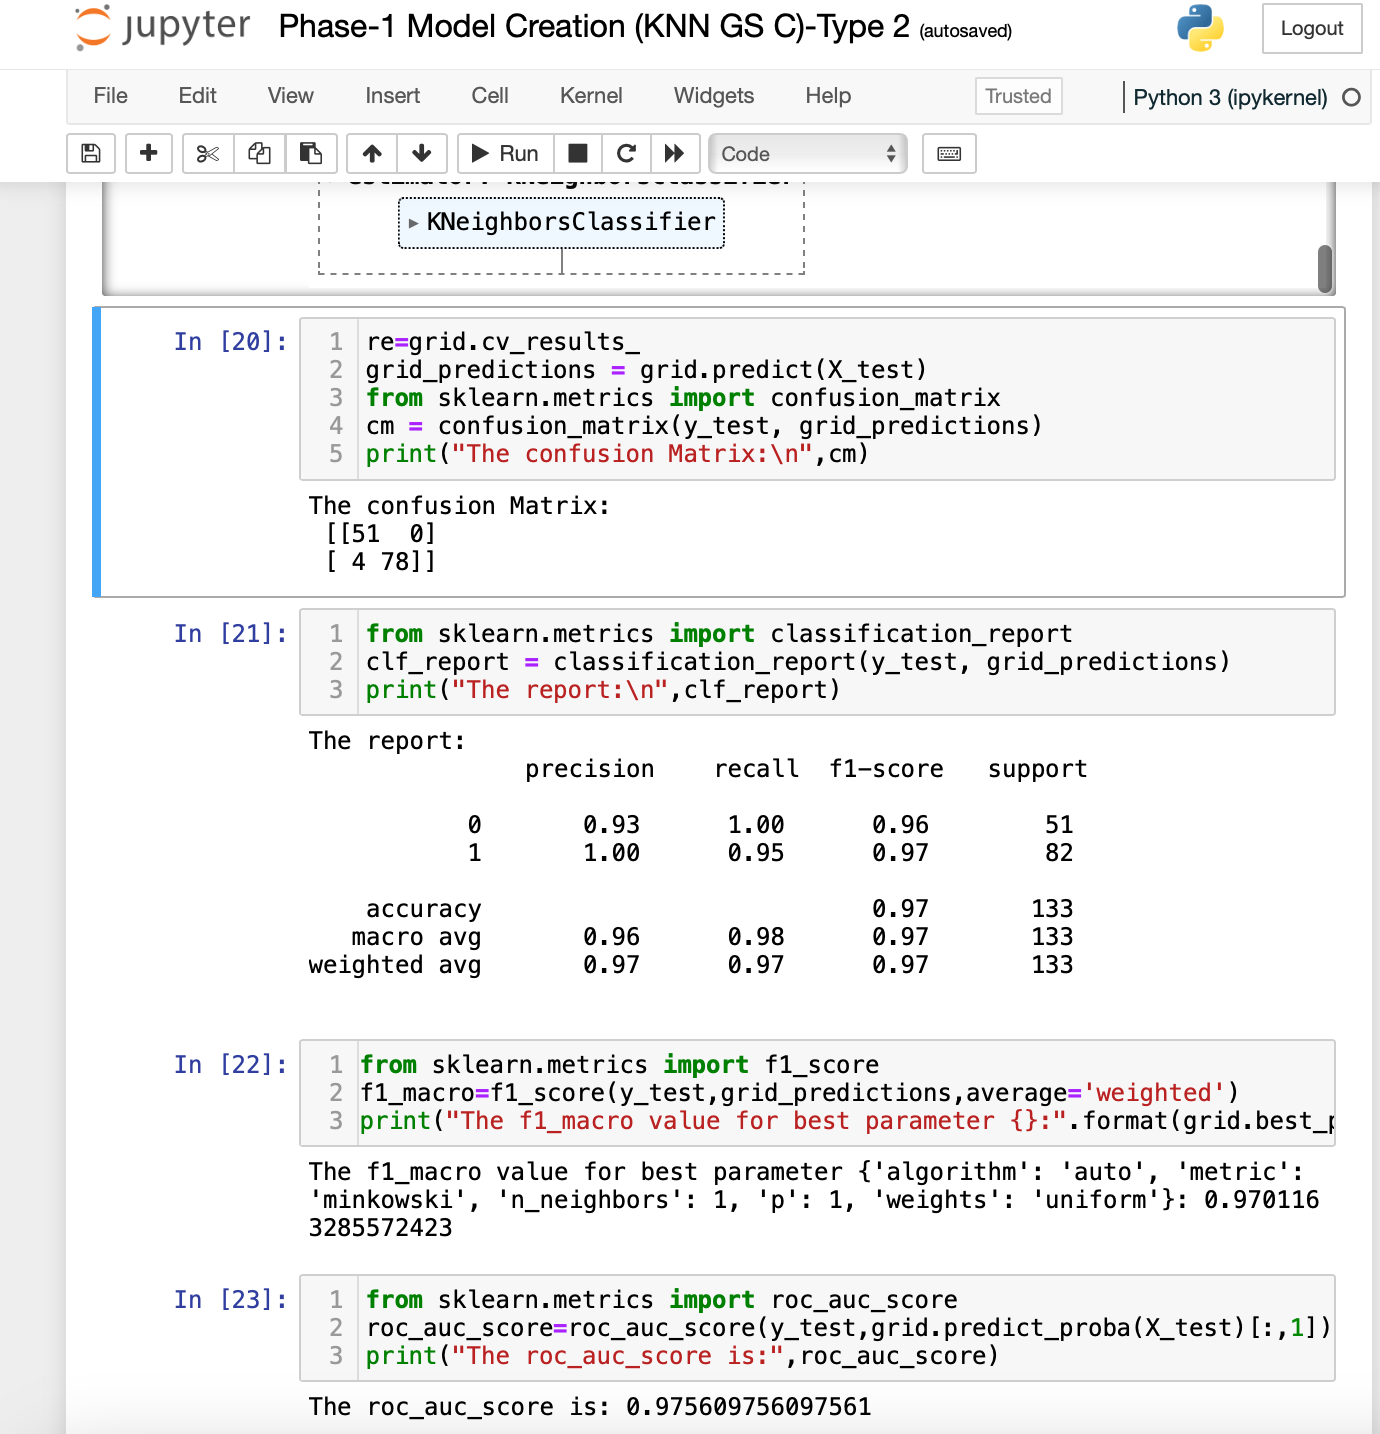 jupyter Phase-1 Model Creation (KNN GS C)-Type 2 (autosaved) Logout
File Edit View Insert Cell Kernel Widgets Help Trusted Python 3 (ipykernel)
Run Code
estimator: KNeighborsClassifier
KNeighborsClassifier
In [20]:
1 re=grid.cv_results_
2 grid_predictions = grid.predict(X_test)
3 from sklearn.metrics import confusion_matrix
4 cm = confusion_matrix(y_test, grid_predictions)
5 print("The confusion Matrix:\n",cm)
The confusion Matrix:
[[51  0]
[ 4 78]]
In [21]:
1 from sklearn.metrics import classification_report
2 clf_report = classification_report(y_test, grid_predictions)
3 print("The report:\n",clf_report)
The report:
precision recall f1-score support
0 0.93 1.00 0.96 51
1 1.00 0.95 0.97 82
accuracy 0.97 133
macro avg 0.96 0.98 0.97 133
weighted avg 0.97 0.97 0.97 133
In [22]:
1 from sklearn.metrics import f1_score
2 f1_macro=f1_score(y_test,grid_predictions,average='weighted')
3 print("The f1_macro value for best parameter {}:".format(grid.best_p
The f1_macro value for best parameter {'algorithm': 'auto', 'metric':
'minkowski', 'n_neighbors': 1, 'p': 1, 'weights': 'uniform'}: 0.970116
3285572423
In [23]:
1 from sklearn.metrics import roc_auc_score
2 roc_auc_score=roc_auc_score(y_test,grid.predict_proba(X_test)[:,1])
3 print("The roc_auc_score is:",roc_auc_score)
The roc_auc_score is: 0.975609756097561